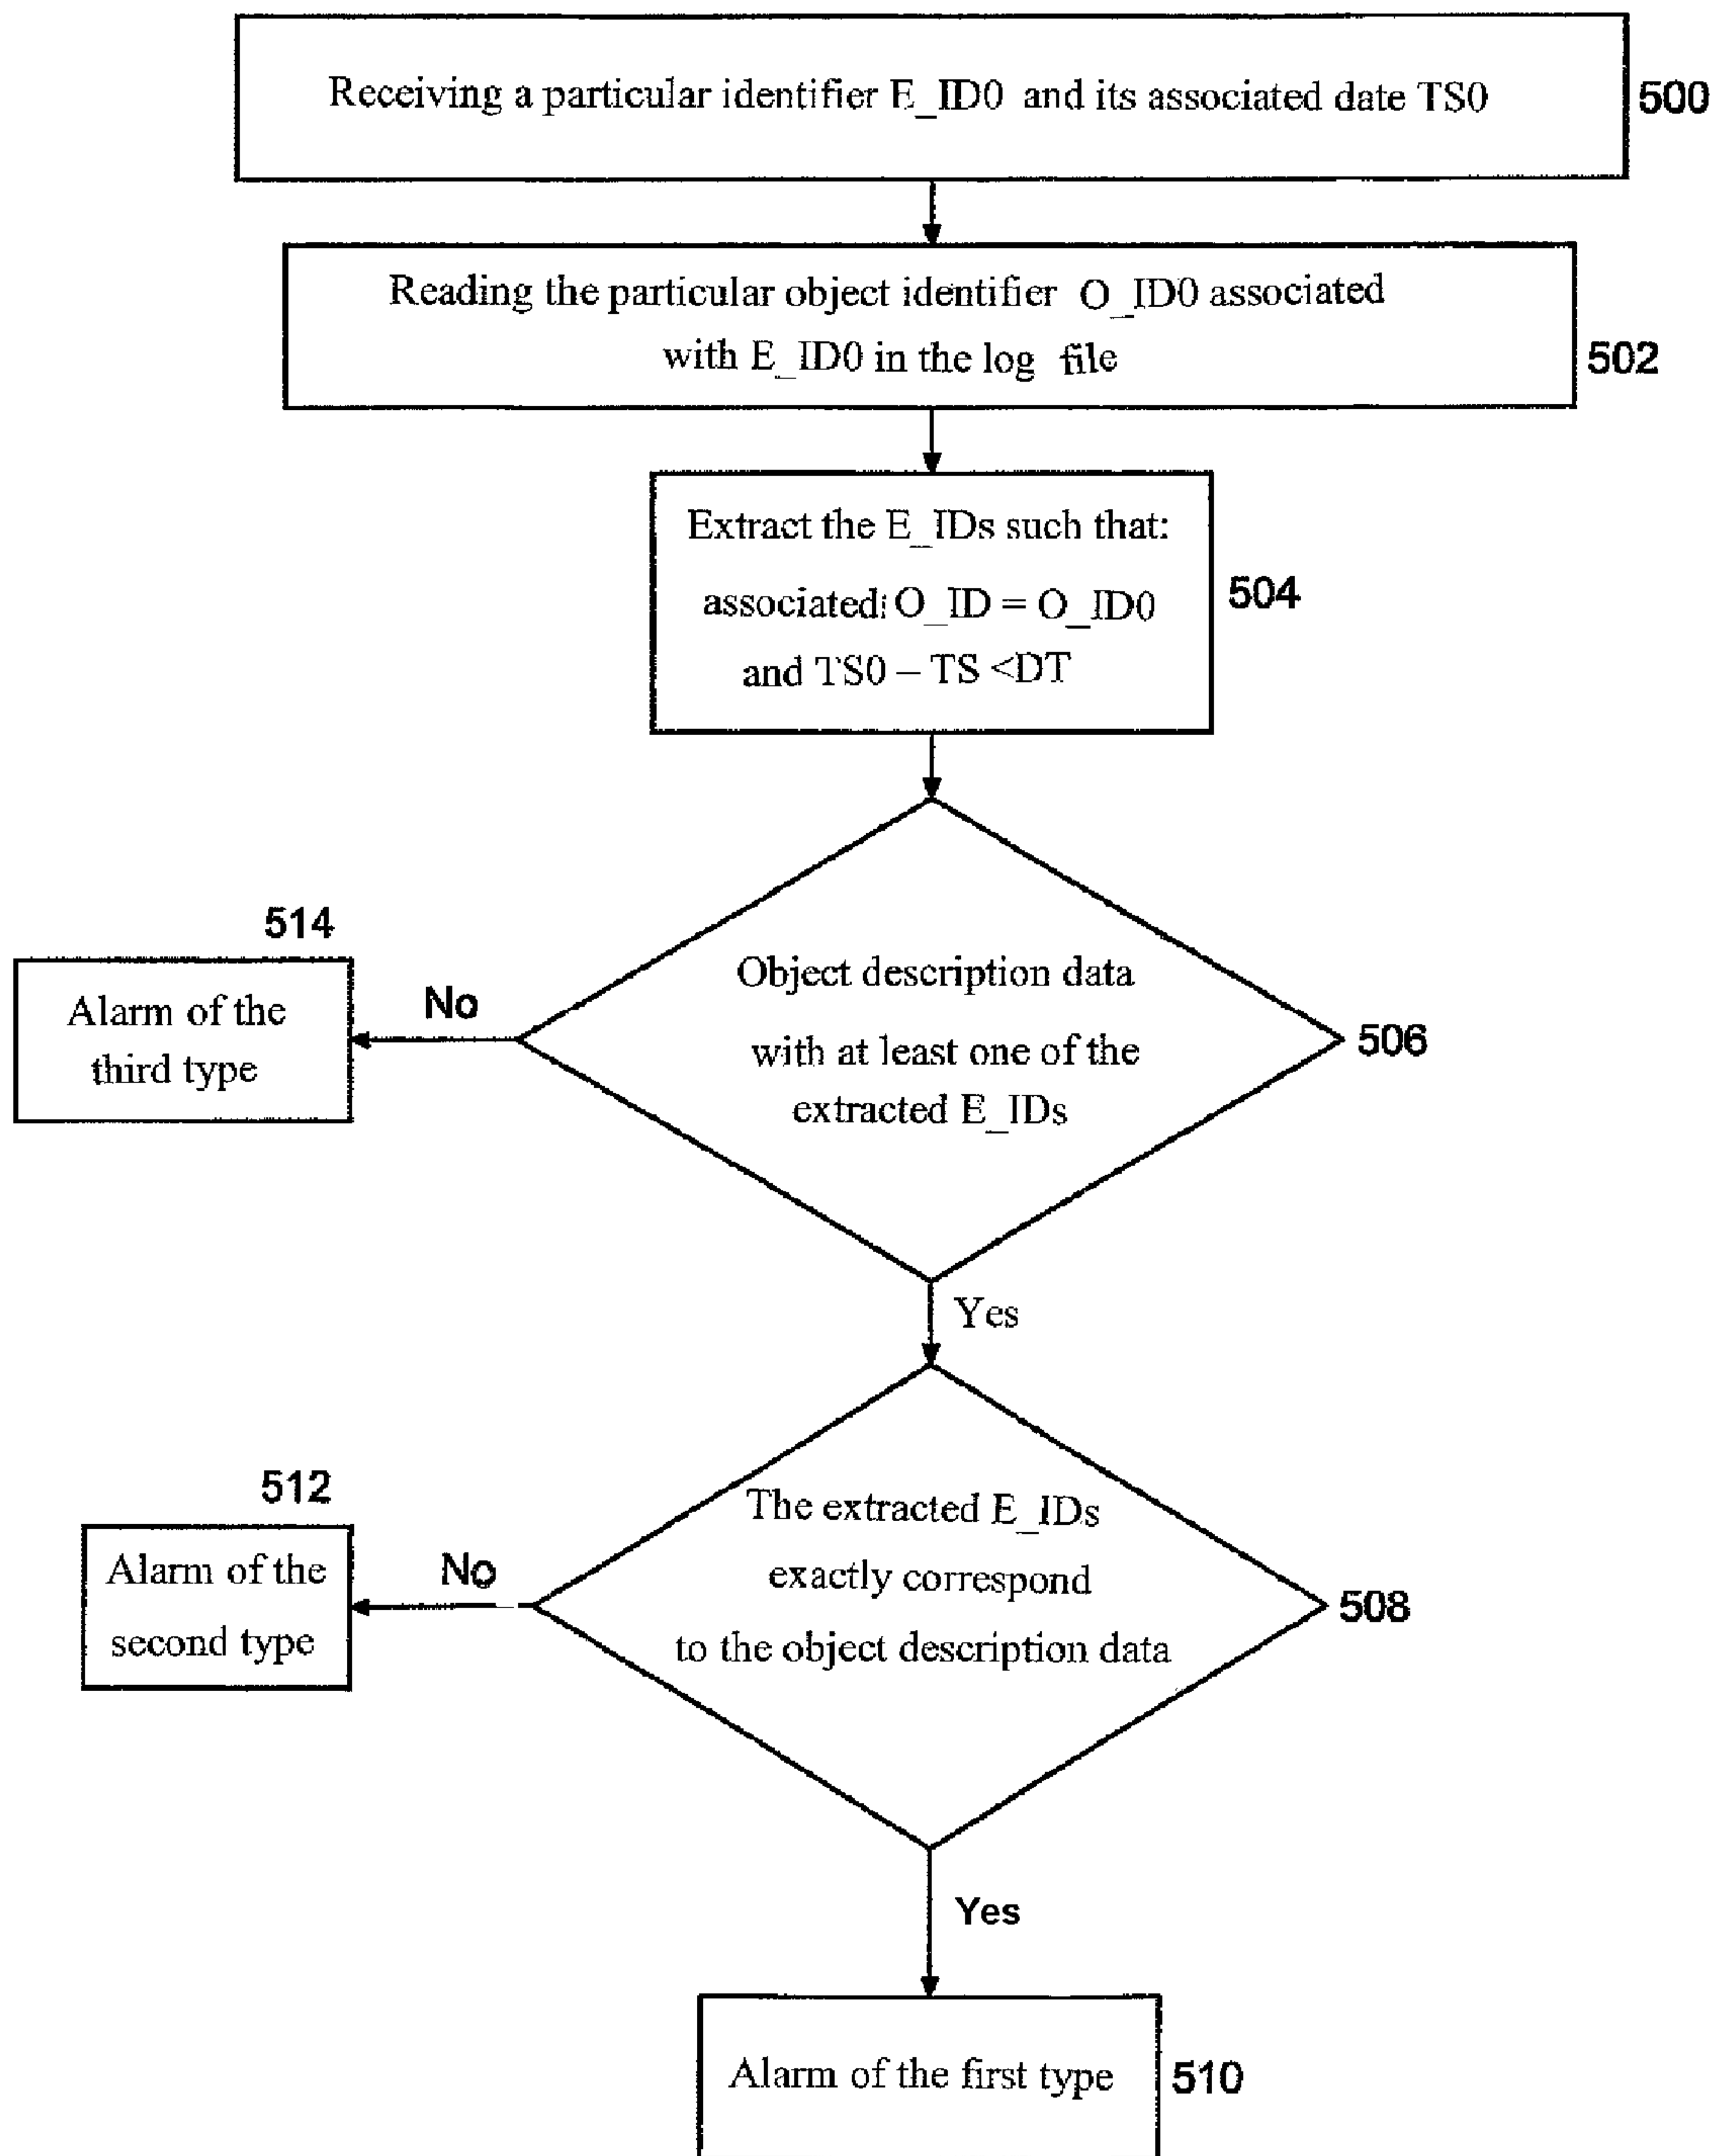 Receiving a particular identifier E_ID0 and its associated date TS0
500
Reading the particular object identifier O_ID0 associated
with E_ID0 in the log file
502
Extract the E_IDs such that:
associated O_ID = O_ID0
and TS0 – TS <DT
504
514
Alarm of the
third type
No
Object description data
with at least one of the
extracted E_IDs
506
Yes
512
Alarm of the
second type
No
The extracted E_IDs
exactly correspond
to the object description data
508
Yes
Alarm of the first type
510